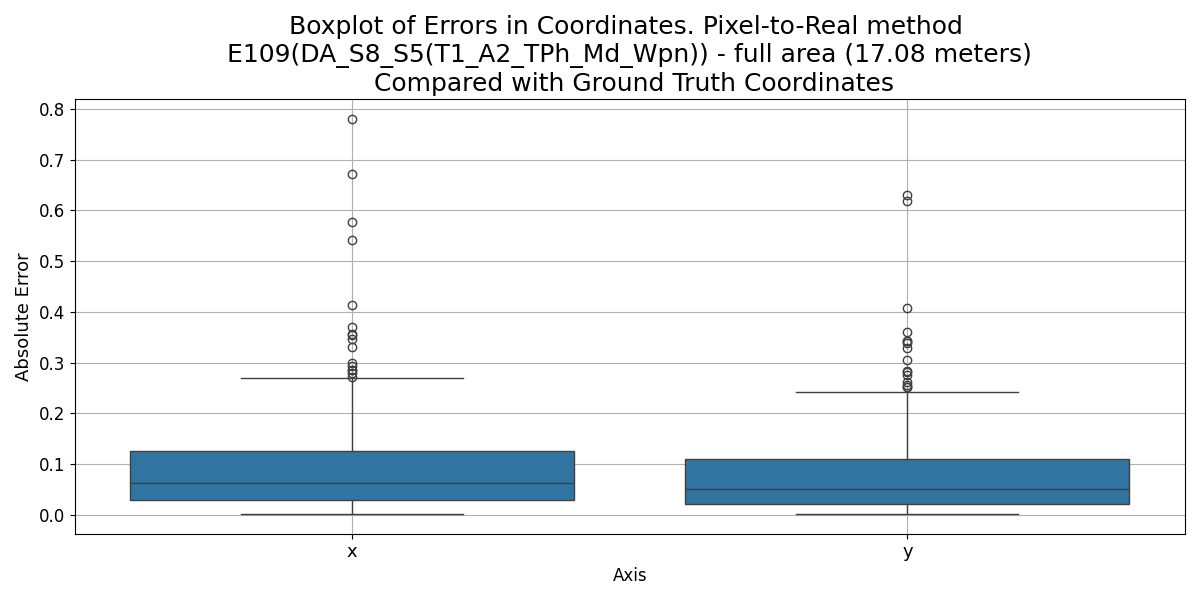 Boxplot of Errors in Coordinates. Pixel-to-Real method
E109(DA_S8_S5(T1_A2_TPh_Md_Wpn)) - full area (17.08 meters)
Compared with Ground Truth Coordinates
0.8
0.7
0.6
0.5
0.4
0.3
0.2
0.1
0.0
Absolute Error
x
y
Axis